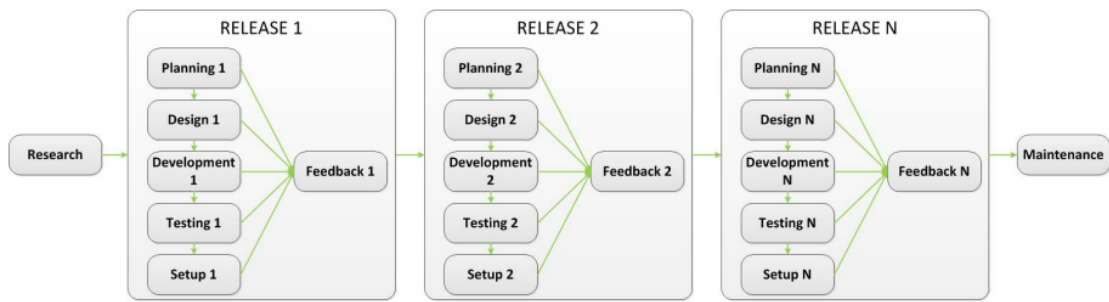 Research
RELEASE 1
Planning 1
Design 1
Development
1
Testing 1
Setup 1
Feedback 1
RELEASE 2
Planning 2
Design 2
Development
2
Testing 2
Setup 2
Feedback 2
RELEASE N
Planning N
Design N
Development
N
Testing N
Setup N
Feedback N
Maintenance